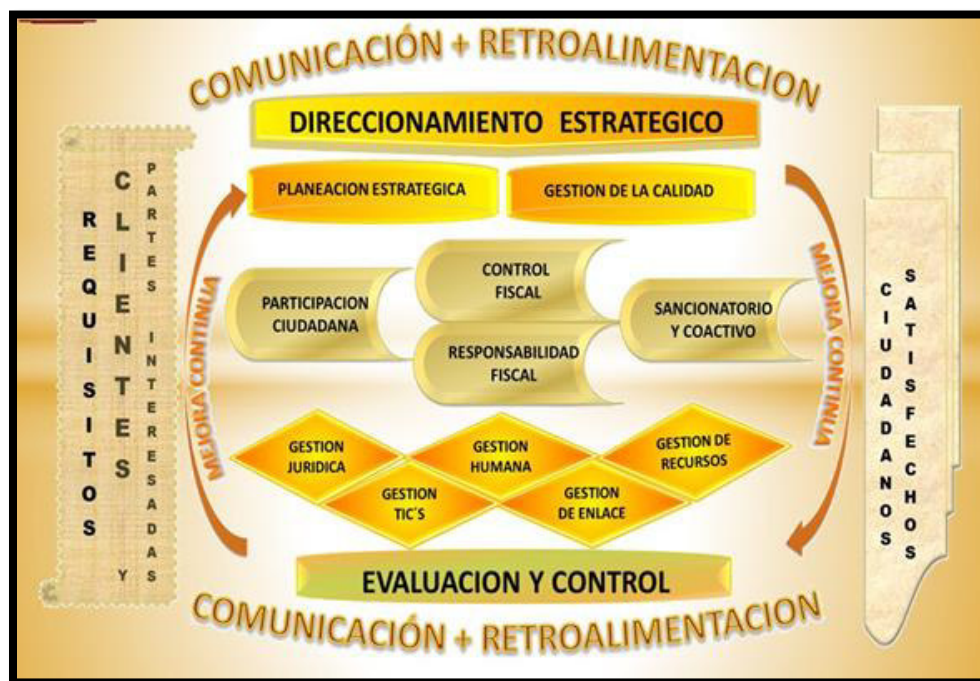 COMUNICACIÓN + RETROALIMENTACION
DIRECCIONAMIENTO ESTRATEGICO
PLANEACION ESTRATEGICA
GESTION DE LA CALIDAD
REQUISITOS
CLIENTES Y
PARTES INTERESADAS
MEJORA CONTINUA
PARTICIPACION
CIUDADANA
CONTROL
FISCAL
RESPONSABILIDAD
FISCAL
SANCIONATORIO
Y COACTIVO
MEJORA CONTINUA
CIUDADANOS
SATISFECHOS
GESTION
JURIDICA
GESTION
HUMANA
GESTION DE
RECURSOS
GESTION
TIC´S
GESTION
DE ENLACE
EVALUACION Y CONTROL
COMUNICACIÓN + RETROALIMENTACION